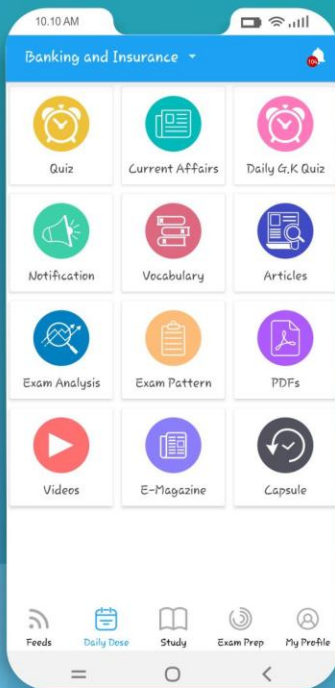 10.10 AM
Banking and Insurance
104
Quiz
Current Affairs
Daily G.K Quiz
Notification
Vocabulary
Articles
Exam Analysis
Exam Pattern
PDFs
Videos
E-Magazine
Capsule
Feeds
Daily Dose
Study
Exam Prep
My Profile